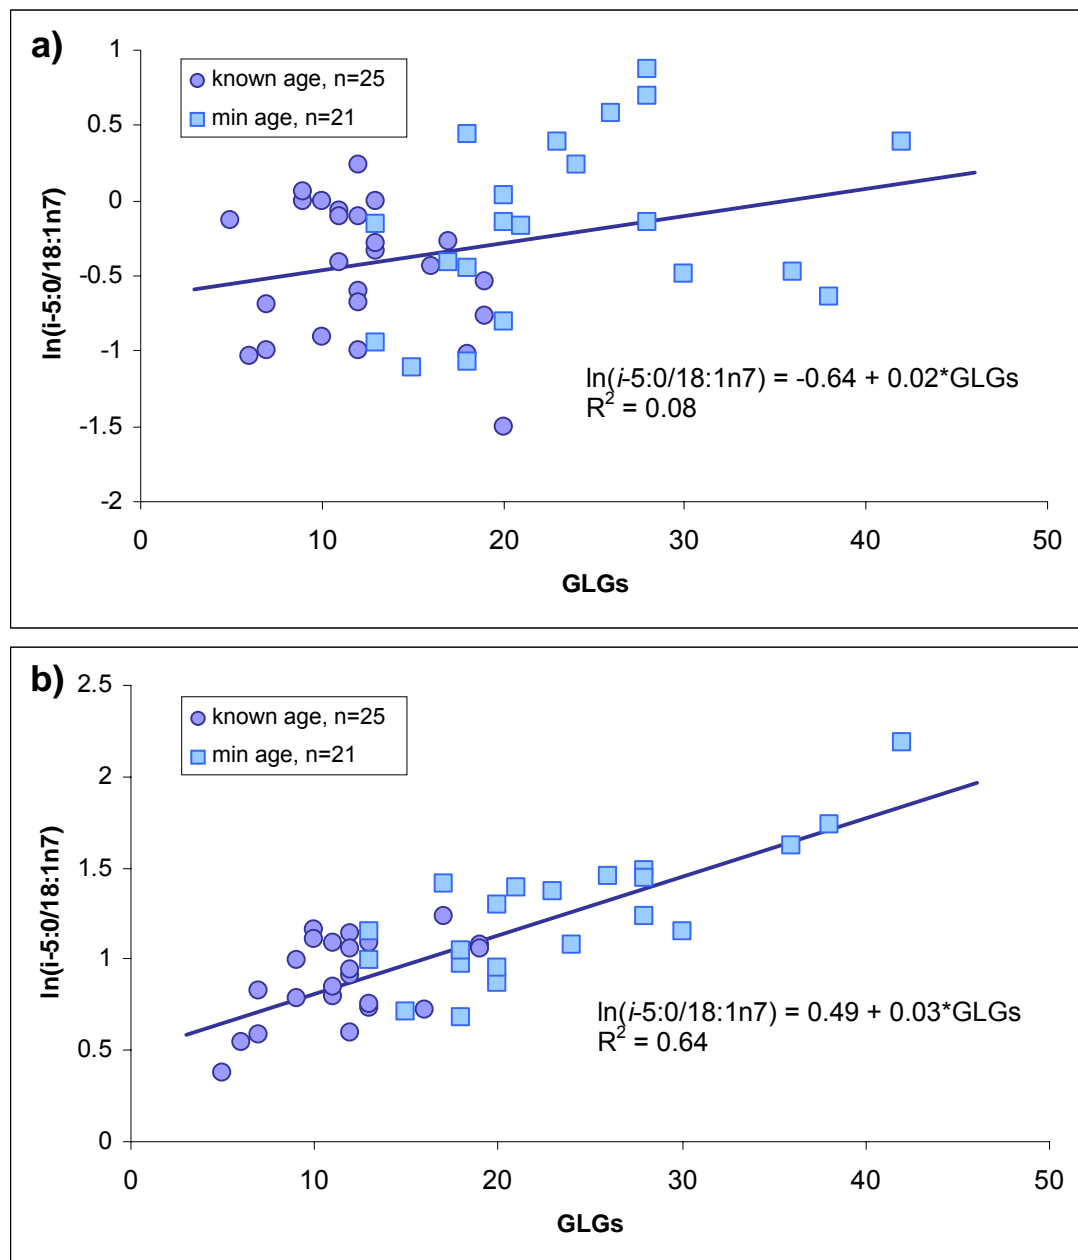 a)
1
0.5
0
-0.5
-1
-1.5
-2
ln(i-5:0/18:1n7)
known age, n=25
min age, n=21
ln(i-5:0/18:1n7) = -0.64 + 0.02*GLGs
R² = 0.08
0 10 20 30 40 50
GLGs
b)
2.5
2
1.5
1
0.5
0
ln(i-5:0/18:1n7)
known age, n=25
min age, n=21
ln(i-5:0/18:1n7) = 0.49 + 0.03*GLGs
R² = 0.64
0 10 20 30 40 50
GLGs